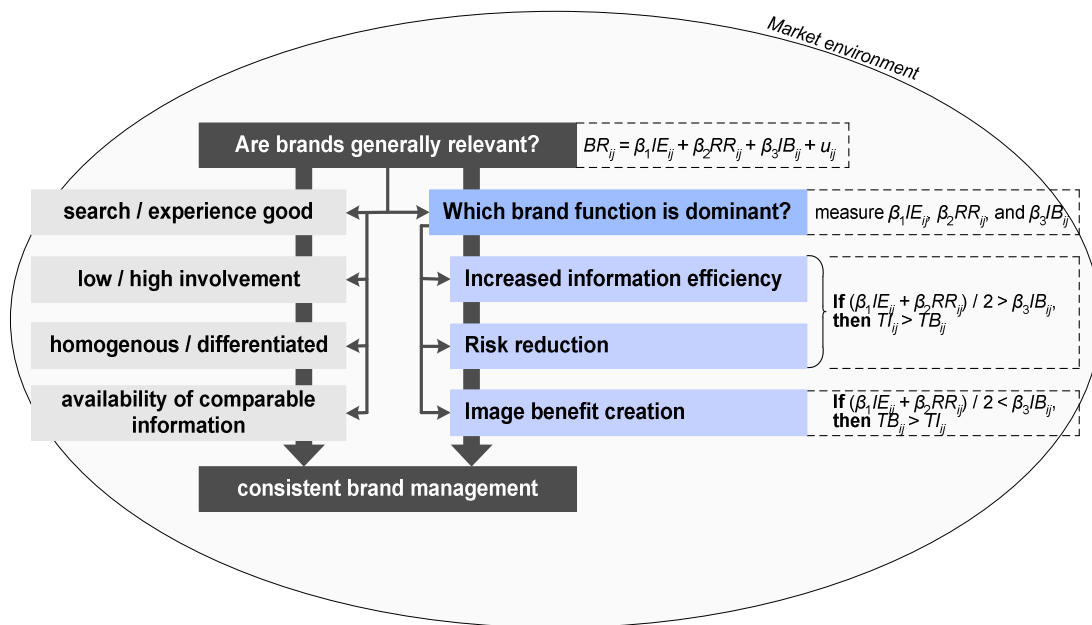 Market environment
Are brands generally relevant?
BRij = β1IEij + β2RRij + β3IBij + uij
search / experience good
Which brand function is dominant?
measure β1IEij, β2RRij, and β3IBij
low / high involvement
Increased information efficiency
If (β1IEij + β2RRij) / 2 > β3IBij,
then TIij > TBij
homogenous / differentiated
Risk reduction
availability of comparable
information
Image benefit creation
If (β1IEij + β2RRij) / 2 < β3IBij,
then TBij > TIij
consistent brand management